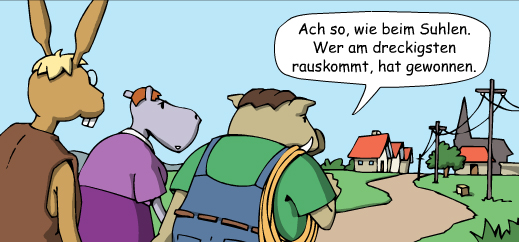 Ach so, wie beim Suhlen.
Wer am dreckigsten
rauskommt, hat gewonnen.